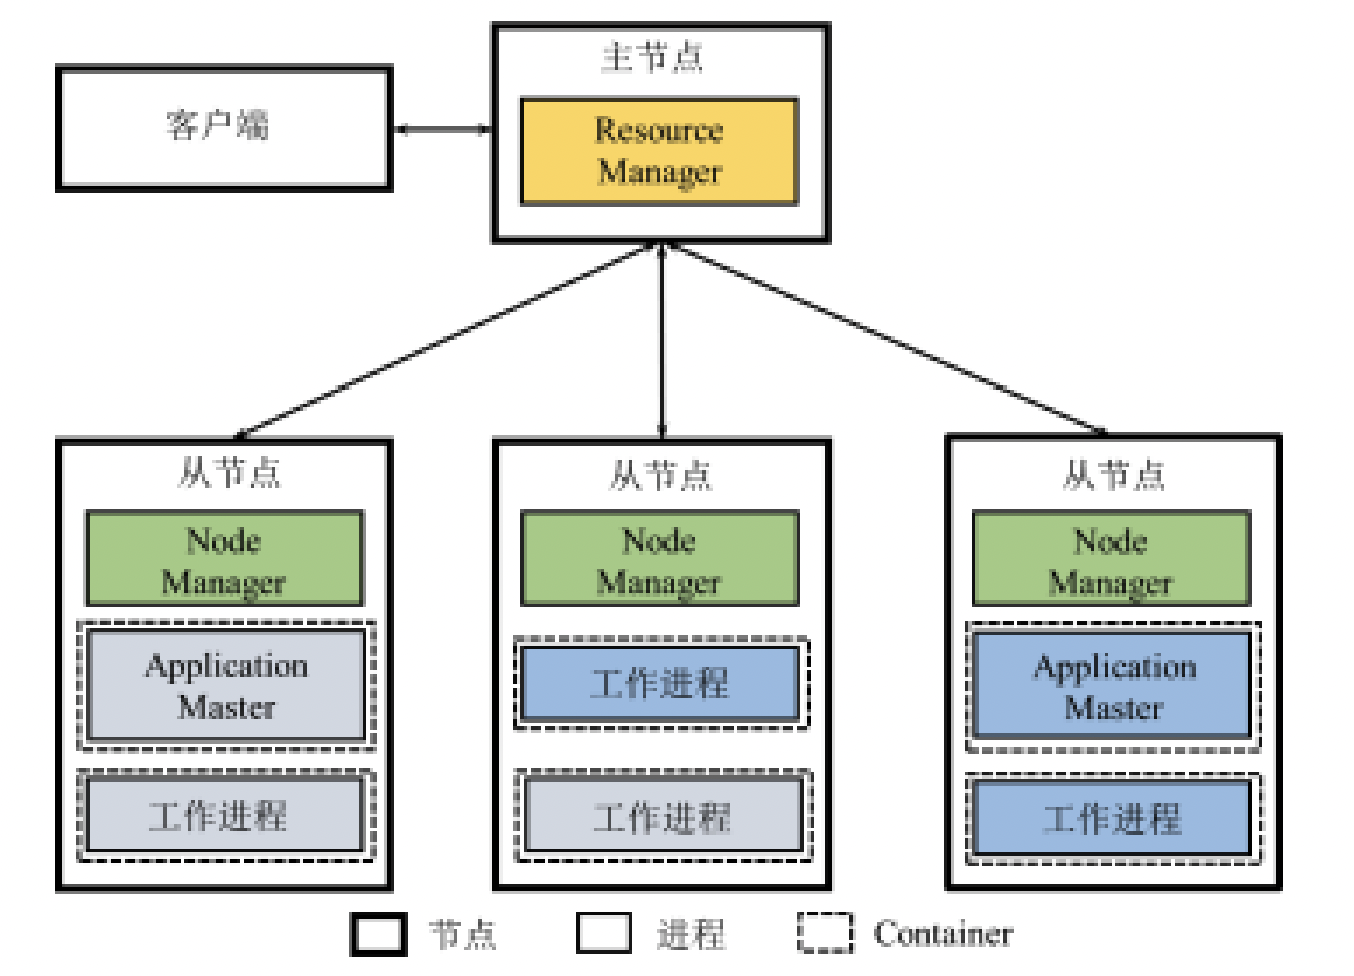 主节点
客户端
Resource
Manager
从节点
Node
Manager
Application
Master
工作进程
从节点
Node
Manager
工作进程
工作进程
从节点
Node
Manager
Application
Master
工作进程
节点
进程
Container